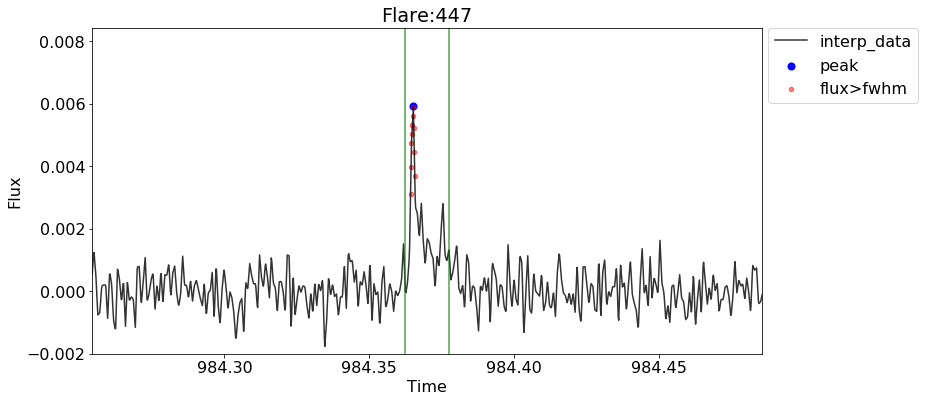 Flare:447
0.008
0.006
0.004
0.002
0.000
−0.002
Flux
984.30
984.35
984.40
984.45
Time
interp_data
peak
flux>fwhm